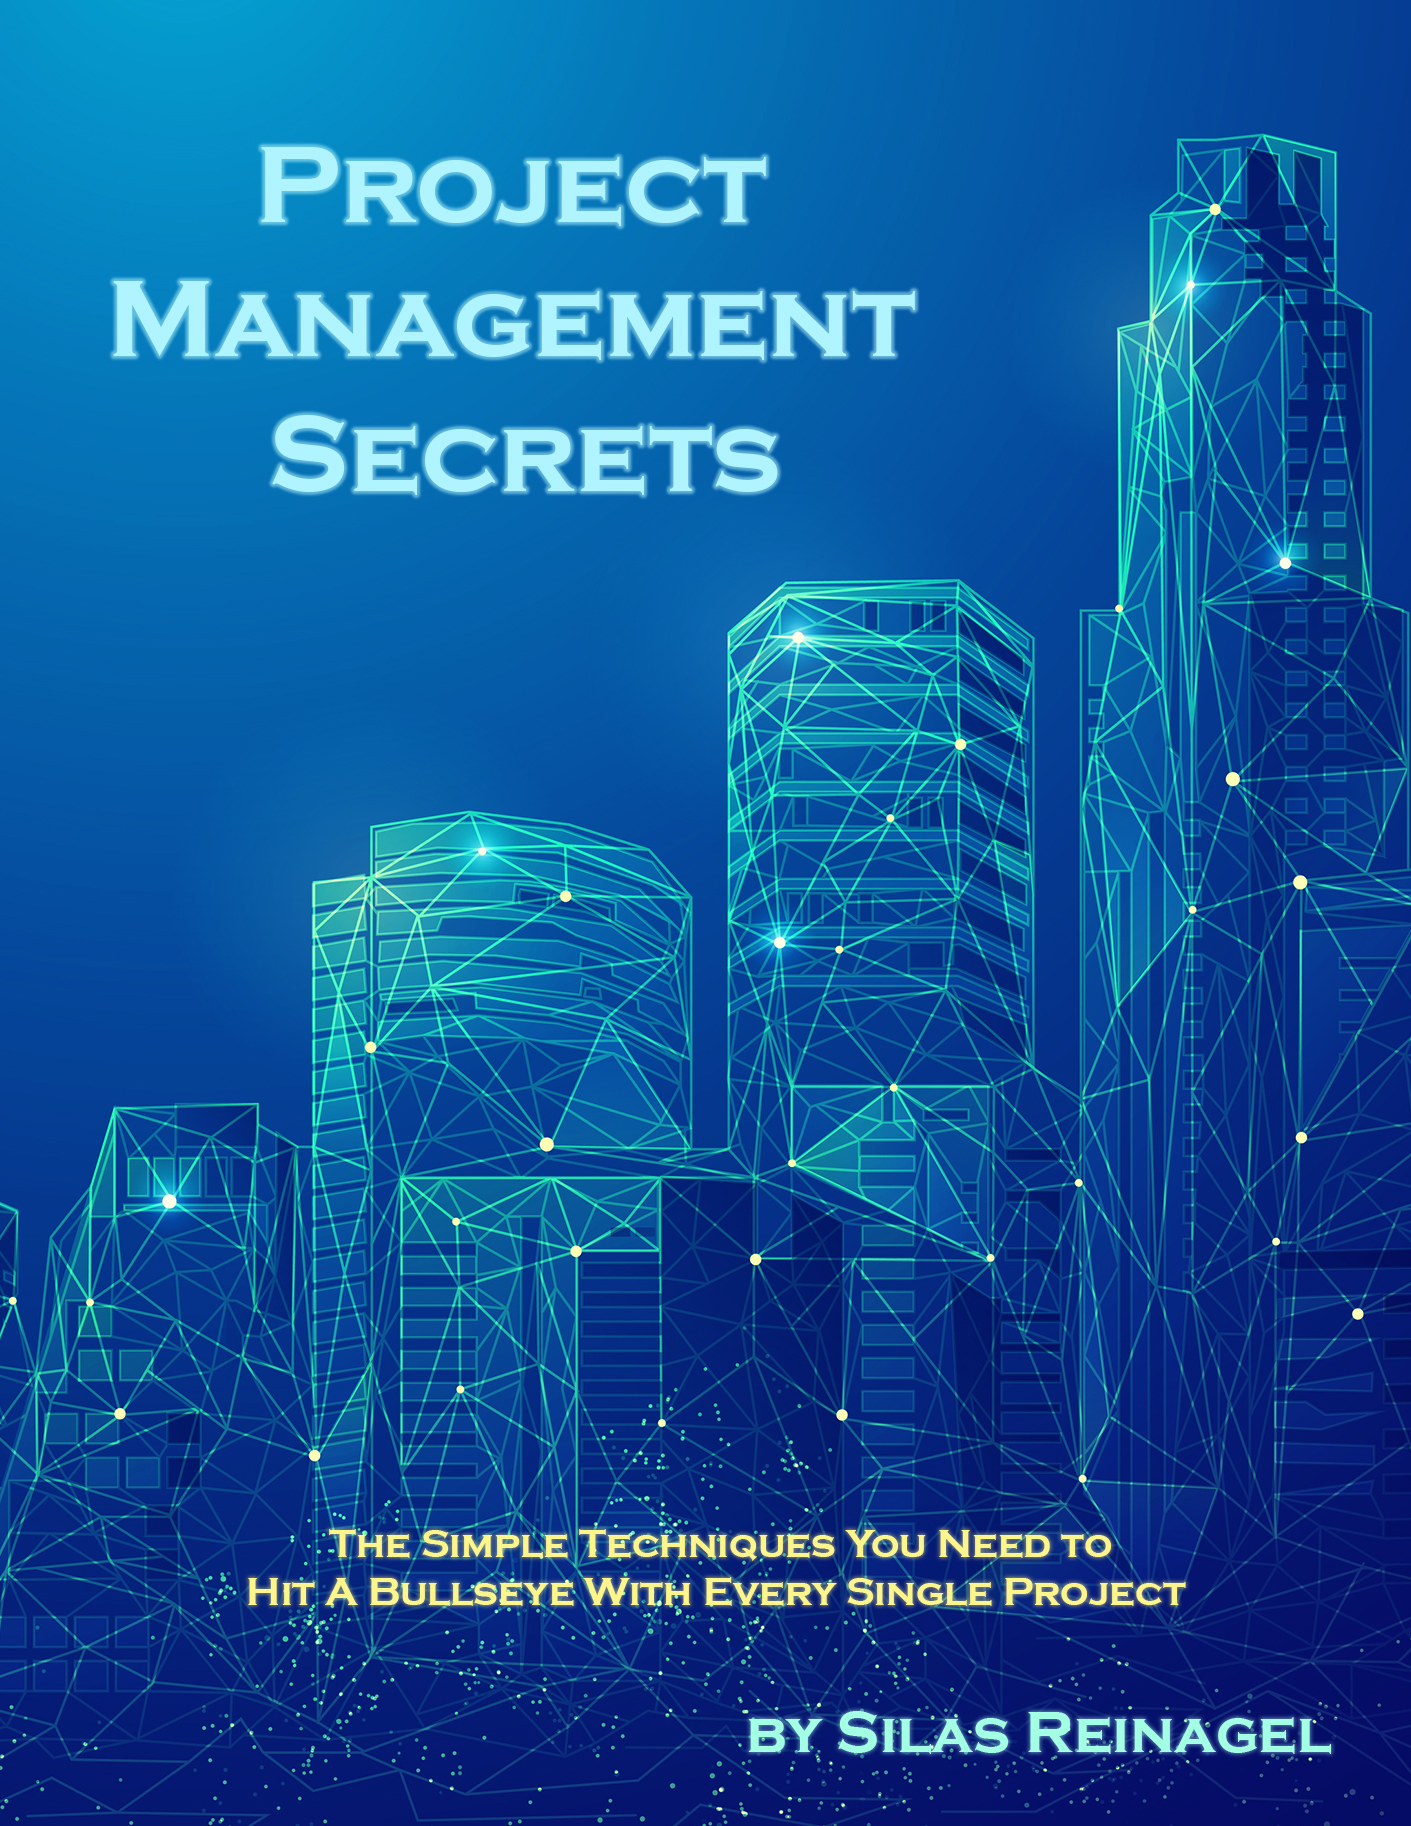 Project
Management
Secrets
The Simple Techniques You Need to
Hit A Bullseye With Every Single Project
by Silas Reinagel